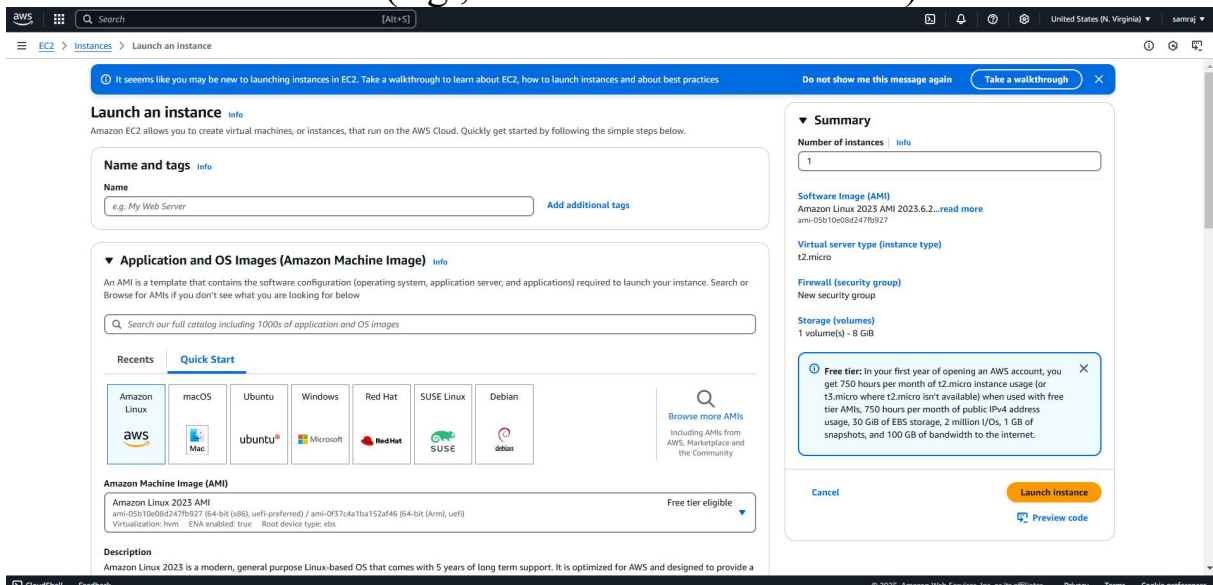 aws
Search
[Alt+S]
United States (N. Virginia)
samraj
EC2 > Instances > Launch an instance
It seeems like you may be new to launching instances in EC2. Take a walkthrough to learn about EC2, how to launch instances and about best practices
Do not show me this message again
Take a walkthrough
Launch an instance Info
Amazon EC2 allows you to create virtual machines, or instances, that run on the AWS Cloud. Quickly get started by following the simple steps below.
Name and tags Info
Name
e.g. My Web Server
Add additional tags
Application and OS Images (Amazon Machine Image) Info
An AMI is a template that contains the software configuration (operating system, application server, and applications) required to launch your instance. Search or
Browse for AMIs if you don't see what you are looking for below
Search our full catalog including 1000s of application and OS images
Recents
Quick Start
Amazon Linux
aws
macOS
Mac
Ubuntu
ubuntu®
Windows
Microsoft
Red Hat
Red Hat
SUSE Linux
SUSE
Debian
debian
Browse more AMIs
Including AMIs from
AWS, Marketplace and
the Community
Amazon Machine Image (AMI)
Amazon Linux 2023 AMI
Free tier eligible
ami-05b10e08d247fb927 (64-bit (x86), uefi-preferred) / ami-0f37c4a1ba152af46 (64-bit (Arm), uefi)
Virtualization: hvm ENA enabled: true Root device type: ebs
Description
Amazon Linux 2023 is a modern, general purpose Linux-based OS that comes with 5 years of long term support. It is optimized for AWS and designed to provide a
Summary
Number of instances Info
1
Software Image (AMI)
Amazon Linux 2023 AMI 2023.6.2...read more
ami-05b10e08d247fb927
Virtual server type (instance type)
t2.micro
Firewall (security group)
New security group
Storage (volumes)
1 volume(s) - 8 GiB
Free tier: In your first year of opening an AWS account, you
get 750 hours per month of t2.micro instance usage (or
t3.micro where t2.micro isn't available) when used with free
tier AMIs, 750 hours per month of public IPv4 address
usage, 30 GiB of EBS storage, 2 million I/Os, 1 GB of
snapshots, and 100 GB of bandwidth to the internet.
Cancel
Launch instance
Preview code
CloudShell Feedback
© 2025, Amazon Web Services, Inc. or its affiliates. Privacy Terms Cookie preferences